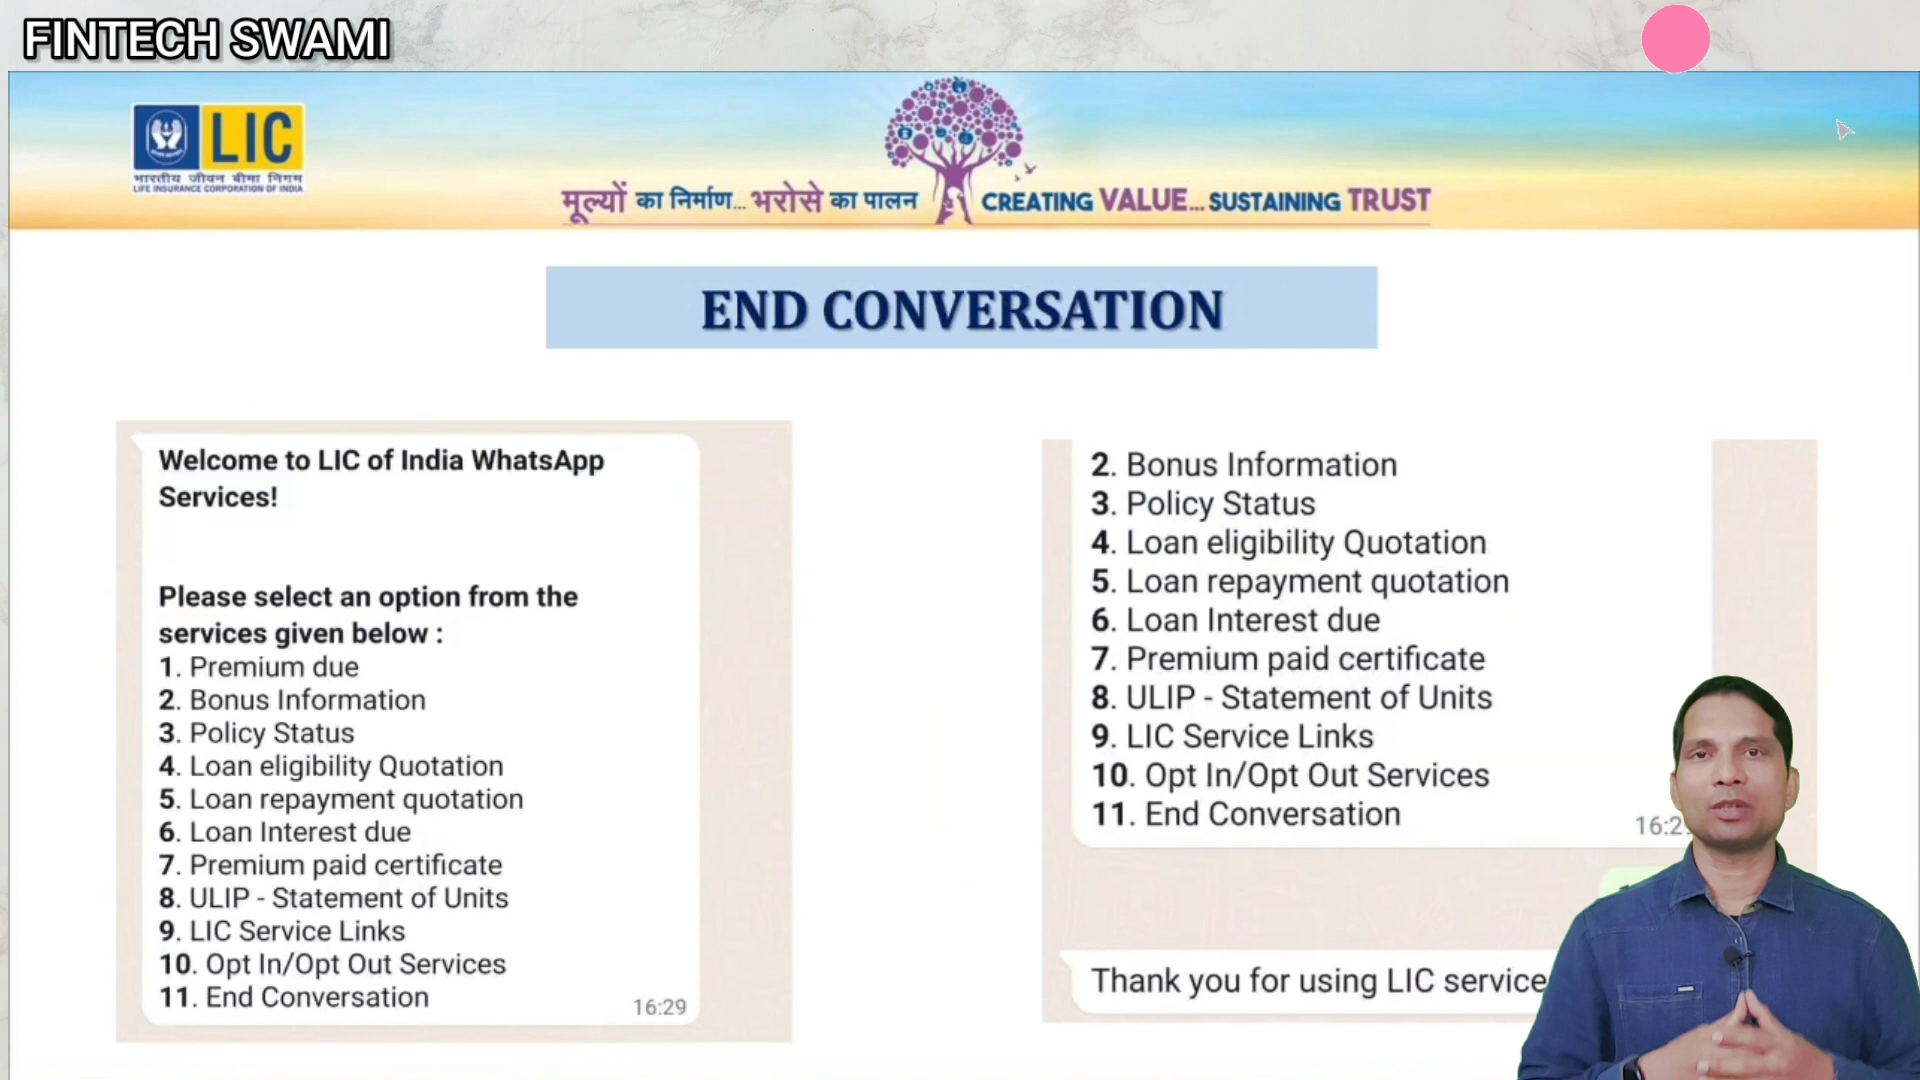 FINTECH SWAMI
LIC
भारतीय जीवन बीमा निगम
LIFE INSURANCE CORPORATION OF INDIA
मूल्यों का निर्माण... भरोसे का पालन
CREATING VALUE... SUSTAINING TRUST
END CONVERSATION
Welcome to LIC of India WhatsApp
Services!
Please select an option from the
services given below :
1. Premium due
2. Bonus Information
3. Policy Status
4. Loan eligibility Quotation
5. Loan repayment quotation
6. Loan Interest due
7. Premium paid certificate
8. ULIP - Statement of Units
9. LIC Service Links
10. Opt In/Opt Out Services
11. End Conversation
16:29
2. Bonus Information
3. Policy Status
4. Loan eligibility Quotation
5. Loan repayment quotation
6. Loan Interest due
7. Premium paid certificate
8. ULIP - Statement of Units
9. LIC Service Links
10. Opt In/Opt Out Services
11. End Conversation
Thank you for using LIC service